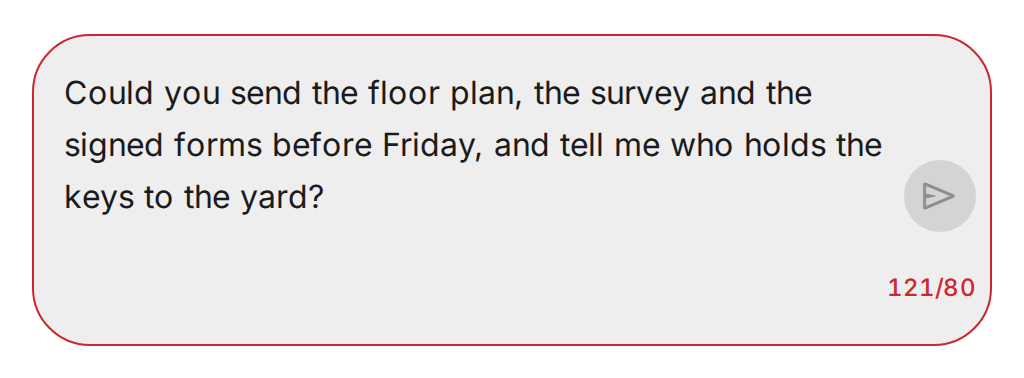 Could you send the floor plan, the survey and the
signed forms before Friday, and tell me who holds the
keys to the yard?
121/80